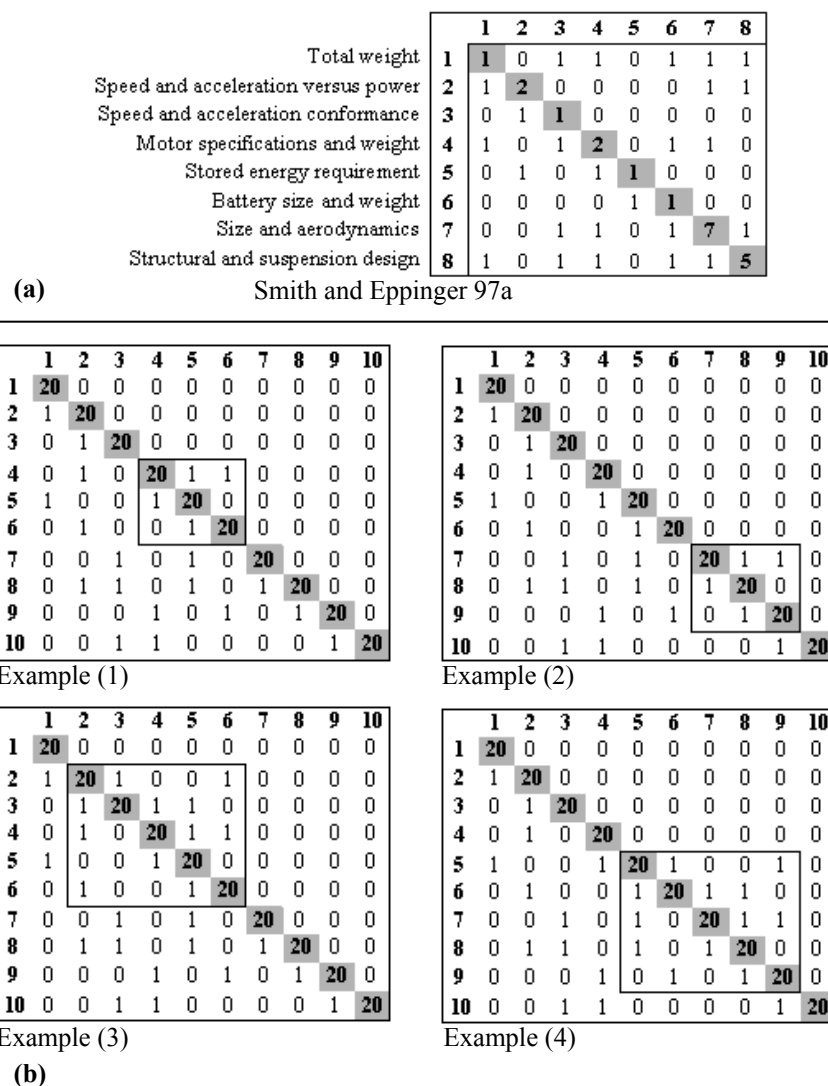 1 2 3 4 5 6 7 8
Total weight 1 1 0 1 1 0 1 1 1
Speed and acceleration versus power 2 1 2 0 0 0 0 1 1
Speed and acceleration conformance 3 0 1 1 0 0 0 0 0
Motor specifications and weight 4 1 0 1 2 0 1 1 0
Stored energy requirement 5 0 1 0 1 1 0 0 0
Battery size and weight 6 0 0 0 0 1 1 0 0
Size and aerodynamics 7 0 0 1 1 0 1 7 1
Structural and suspension design 8 1 0 1 1 0 1 1 5
(a) Smith and Eppinger 97a
1 2 3 4 5 6 7 8 9 10
1 20 0 0 0 0 0 0 0 0 0
2 1 20 0 0 0 0 0 0 0 0
3 0 1 20 0 0 0 0 0 0 0
4 0 1 0 20 1 1 0 0 0 0
5 1 0 0 1 20 0 0 0 0 0
6 0 1 0 0 1 20 0 0 0 0
7 0 0 1 0 1 0 20 0 0 0
8 0 1 1 0 1 0 1 20 0 0
9 0 0 0 1 0 1 0 1 20 0
10 0 0 1 1 0 0 0 0 1 20
Example (1)
1 2 3 4 5 6 7 8 9 10
1 20 0 0 0 0 0 0 0 0 0
2 1 20 0 0 0 0 0 0 0 0
3 0 1 20 0 0 0 0 0 0 0
4 0 1 0 20 0 0 0 0 0 0
5 1 0 0 1 20 0 0 0 0 0
6 0 1 0 0 1 20 0 0 0 0
7 0 0 1 0 1 0 20 1 1 0
8 0 1 1 0 1 0 1 20 0 0
9 0 0 0 1 0 1 0 1 20 0
10 0 0 1 1 0 0 0 0 1 20
Example (2)
1 2 3 4 5 6 7 8 9 10
1 20 0 0 0 0 0 0 0 0 0
2 1 20 1 0 0 1 0 0 0 0
3 0 1 20 1 1 0 0 0 0 0
4 0 1 0 20 1 1 0 0 0 0
5 1 0 0 1 20 0 0 0 0 0
6 0 1 0 0 1 20 0 0 0 0
7 0 0 1 0 1 0 20 0 0 0
8 0 1 1 0 1 0 1 20 0 0
9 0 0 0 1 0 1 0 1 20 0
10 0 0 1 1 0 0 0 0 1 20
Example (3)
1 2 3 4 5 6 7 8 9 10
1 20 0 0 0 0 0 0 0 0 0
2 1 20 0 0 0 0 0 0 0 0
3 0 1 20 0 0 0 0 0 0 0
4 0 1 0 20 0 0 0 0 0 0
5 1 0 0 1 20 1 0 0 1 0
6 0 1 0 0 1 20 1 1 0 0
7 0 0 1 0 1 0 20 1 1 0
8 0 1 1 0 1 0 1 20 0 0
9 0 0 0 1 0 1 0 1 20 0
10 0 0 1 1 0 0 0 0 1 20
Example (4)
(b)